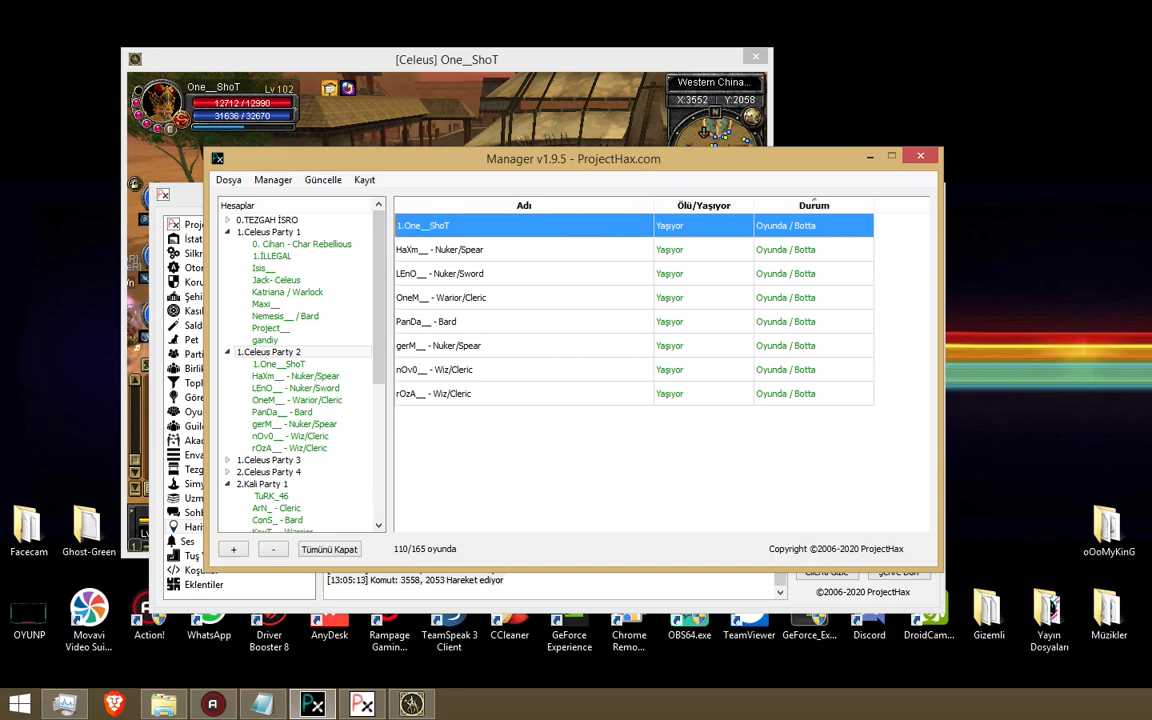 [Celeus] One__ShoT
One__ShoT
Lv 102
12712 / 12990
31636 / 32670
Western China...
X:3552 Y:2058
Manager v1.9.5 - ProjectHax.com
Dosya Manager Güncelle Kayıt
Hesaplar
0.TEZGAH İSRO
1.Celeus Party 1
0. Cihan - Char Rebellious
1.İLLEGAL
Isis__
Jack- Celeus
Katriana / Warlock
Maxi__
Nemesis__ / Bard
Project__
gandiy
1.Celeus Party 2
1.One__ShoT
HaXm__ - Nuker/Spear
LEnO__ - Nuker/Sword
OneM__ - Warior/Cleric
PanDa__ - Bard
gerM__ - Nuker/Spear
nOv0__ - Wiz/Cleric
rOzA__ - Wiz/Cleric
1.Celeus Party 3
2.Celeus Party 4
2.Kali Party 1
TuRK_46
ArN_ - Cleric
ConS_ - Bard
Adı Ölü/Yaşıyor Durum
1.One__ShoT Yaşıyor Oyunda / Botta
HaXm__ - Nuker/Spear Yaşıyor Oyunda / Botta
LEnO__ - Nuker/Sword Yaşıyor Oyunda / Botta
OneM__ - Warior/Cleric Yaşıyor Oyunda / Botta
PanDa__ - Bard Yaşıyor Oyunda / Botta
gerM__ - Nuker/Spear Yaşıyor Oyunda / Botta
nOv0__ - Wiz/Cleric Yaşıyor Oyunda / Botta
rOzA__ - Wiz/Cleric Yaşıyor Oyunda / Botta
+ - Tümünü Kapat 110/165 oyunda Copyright ©2006-2020 ProjectHax
Eklentiler
[13:05:13] Komut: 3558, 2053 Hareket ediyor
©2006-2020 ProjectHax
Facecam
Ghost-Green
oOoMyKinG
OYUNP
Movavi
Video Sui...
Action!
WhatsApp
Driver
Booster 8
AnyDesk
Rampage
Gamin...
TeamSpeak 3
Client
CCleaner
GeForce
Experience
Chrome
Remo...
OBS64.exe
TeamViewer
GeForce_Ex...
Discord
DroidCam...
Gizemli
Yayın
Dosyaları
Müzikler